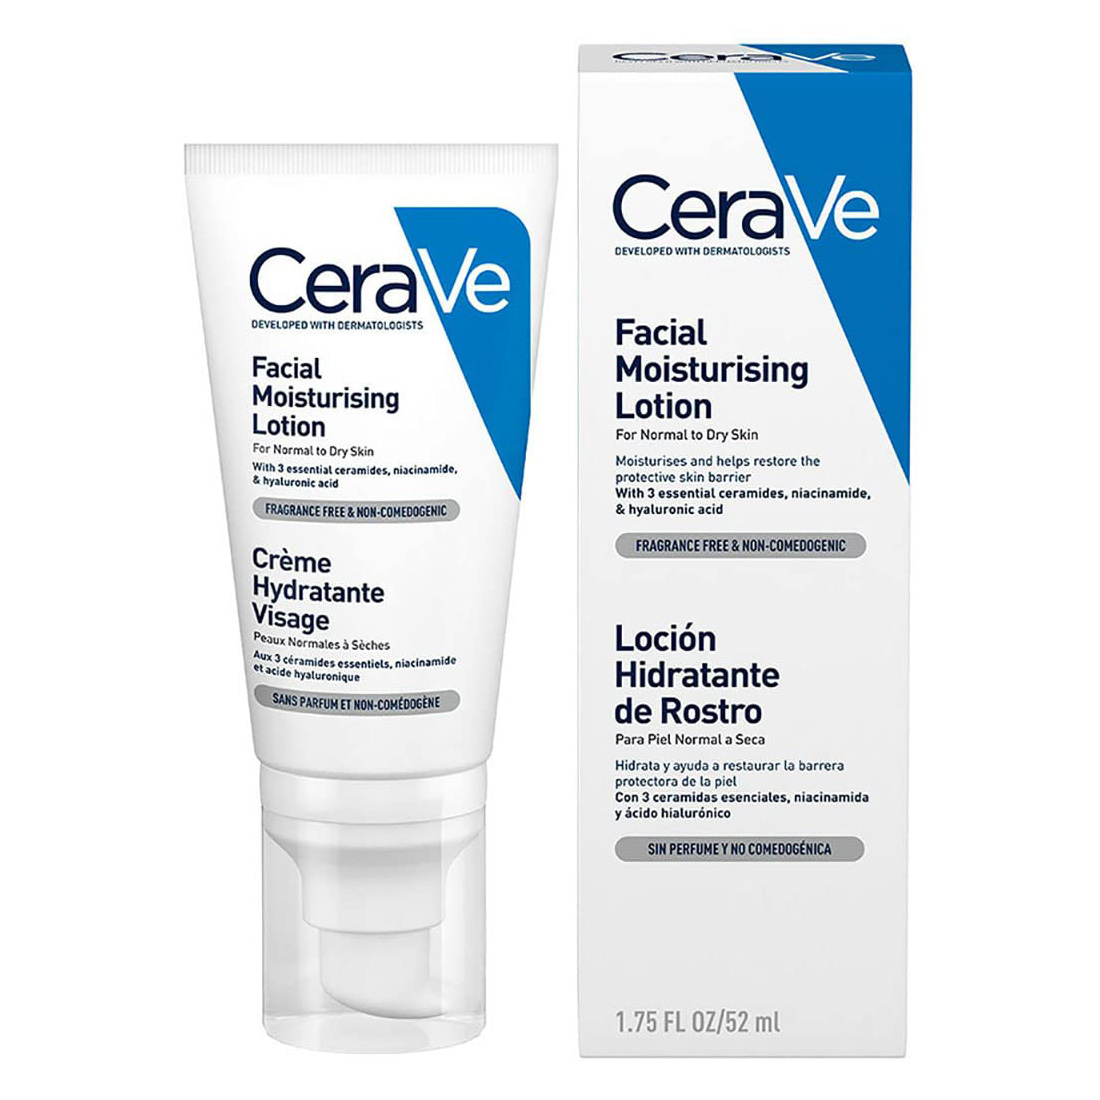 CeraVe
DEVELOPED WITH DERMATOLOGISTS
Facial
Moisturising
Lotion
For Normal to Dry Skin
With 3 essential ceramides, niacinamide,
& hyaluronic acid
FRAGRANCE FREE & NON-COMEDOGENIC
Crème
Hydratante
Visage
Peaux Normales à Sèches
Aux 3 céramides essentiels, niacinamide
et acide hyaluronique
SANS PARFUM ET NON-COMÉDOGÈNE
CeraVe
CeraVe
DEVELOPED WITH DERMATOLOGISTS
Facial
Moisturising
Lotion
For Normal to Dry Skin
Moisturises and helps restore the
protective skin barrier
With 3 essential ceramides, niacinamide,
& hyaluronic acid
FRAGRANCE FREE & NON-COMEDOGENIC
Loción
Hidratante
de Rostro
Para Piel Normal a Seca
Hidrata y ayuda a restaurar la barrera
protectora de la piel
Con 3 ceramidas esenciales, niacinamida
y ácido hialurónico
SIN PERFUME Y NO COMEDOGÉNICA
1.75 FL OZ/52 ml